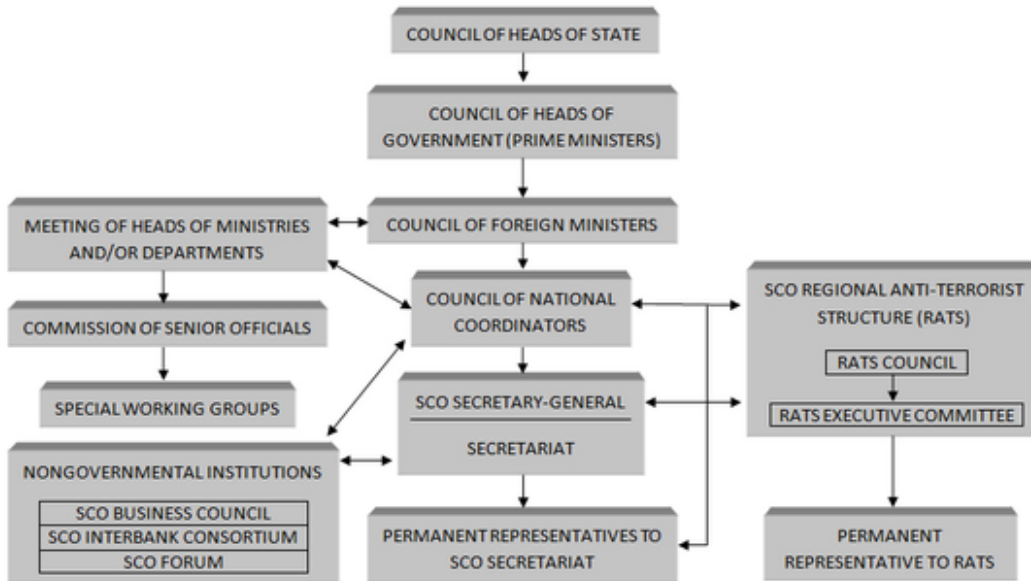 COUNCIL OF HEADS OF STATE
COUNCIL OF HEADS OF
GOVERNMENT (PRIME MINISTERS)
MEETING OF HEADS OF MINISTRIES
AND/OR DEPARTMENTS
COUNCIL OF FOREIGN MINISTERS
COUNCIL OF NATIONAL
COORDINATORS
SCO REGIONAL ANTI-TERRORIST
STRUCTURE (RATS)
RATS COUNCIL
RATS EXECUTIVE COMMITTEE
COMMISSION OF SENIOR OFFICIALS
SPECIAL WORKING GROUPS
SCO SECRETARY-GENERAL
SECRETARIAT
NONGOVERNMENTAL INSTITUTIONS
SCO BUSINESS COUNCIL
SCO INTERBANK CONSORTIUM
SCO FORUM
PERMANENT REPRESENTATIVES TO
SCO SECRETARIAT
PERMANENT
REPRESENTATIVE TO RATS